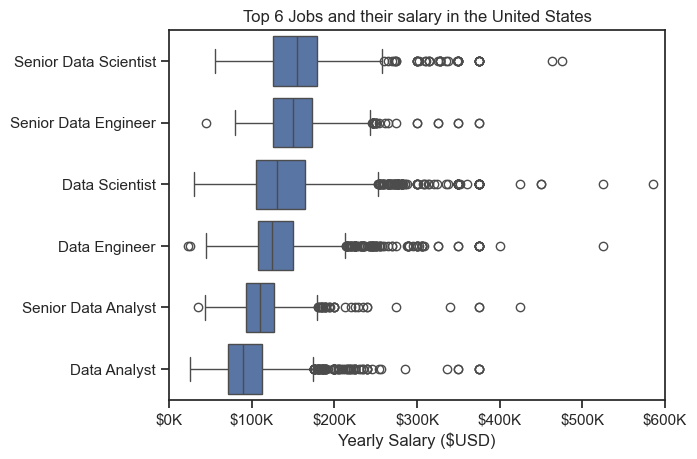 Top 6 Jobs and their salary in the United States
Senior Data Scientist
Senior Data Engineer
Data Scientist
Data Engineer
Senior Data Analyst
Data Analyst
$0K $100K $200K $300K $400K $500K $600K
Yearly Salary ($USD)